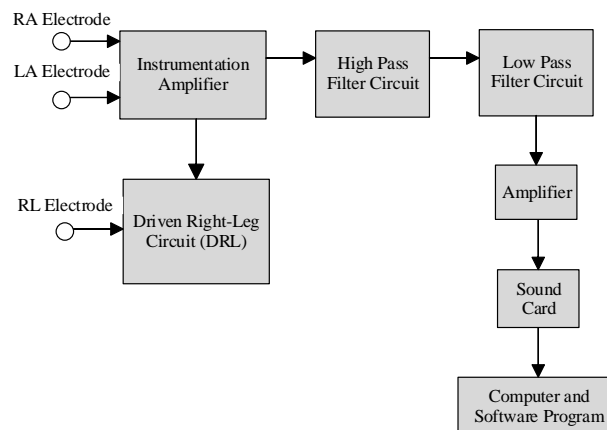 RA Electrode
LA Electrode
Instrumentation
Amplifier
High Pass
Filter Circuit
Low Pass
Filter Circuit
RL Electrode
Driven Right-Leg
Circuit (DRL)
Amplifier
Sound
Card
Computer and
Software Program